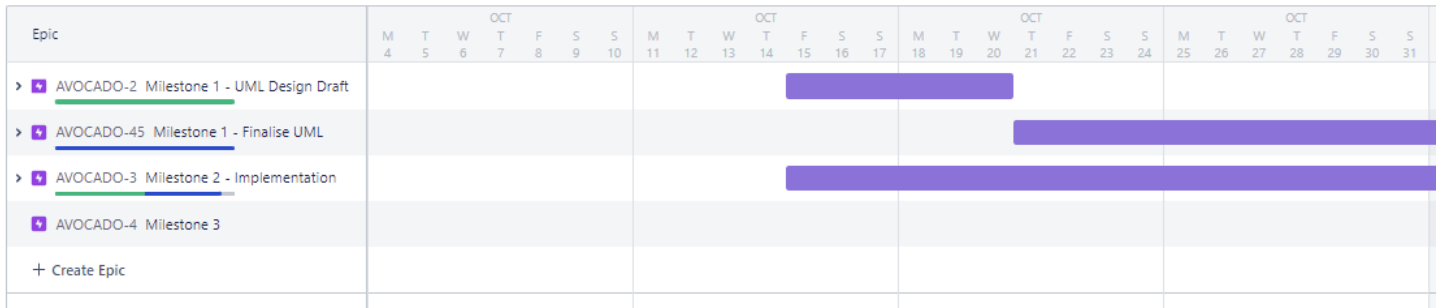 Epic
OCT OCT OCT OCT
M T W T F S S M T W T F S S M T W T F S S M T W T F S S
4 5 6 7 8 9 10 11 12 13 14 15 16 17 18 19 20 21 22 23 24 25 26 27 28 29 30 31
AVOCADO-2 Milestone 1 - UML Design Draft
AVOCADO-45 Milestone 1 - Finalise UML
AVOCADO-3 Milestone 2 - Implementation
AVOCADO-4 Milestone 3
+ Create Epic